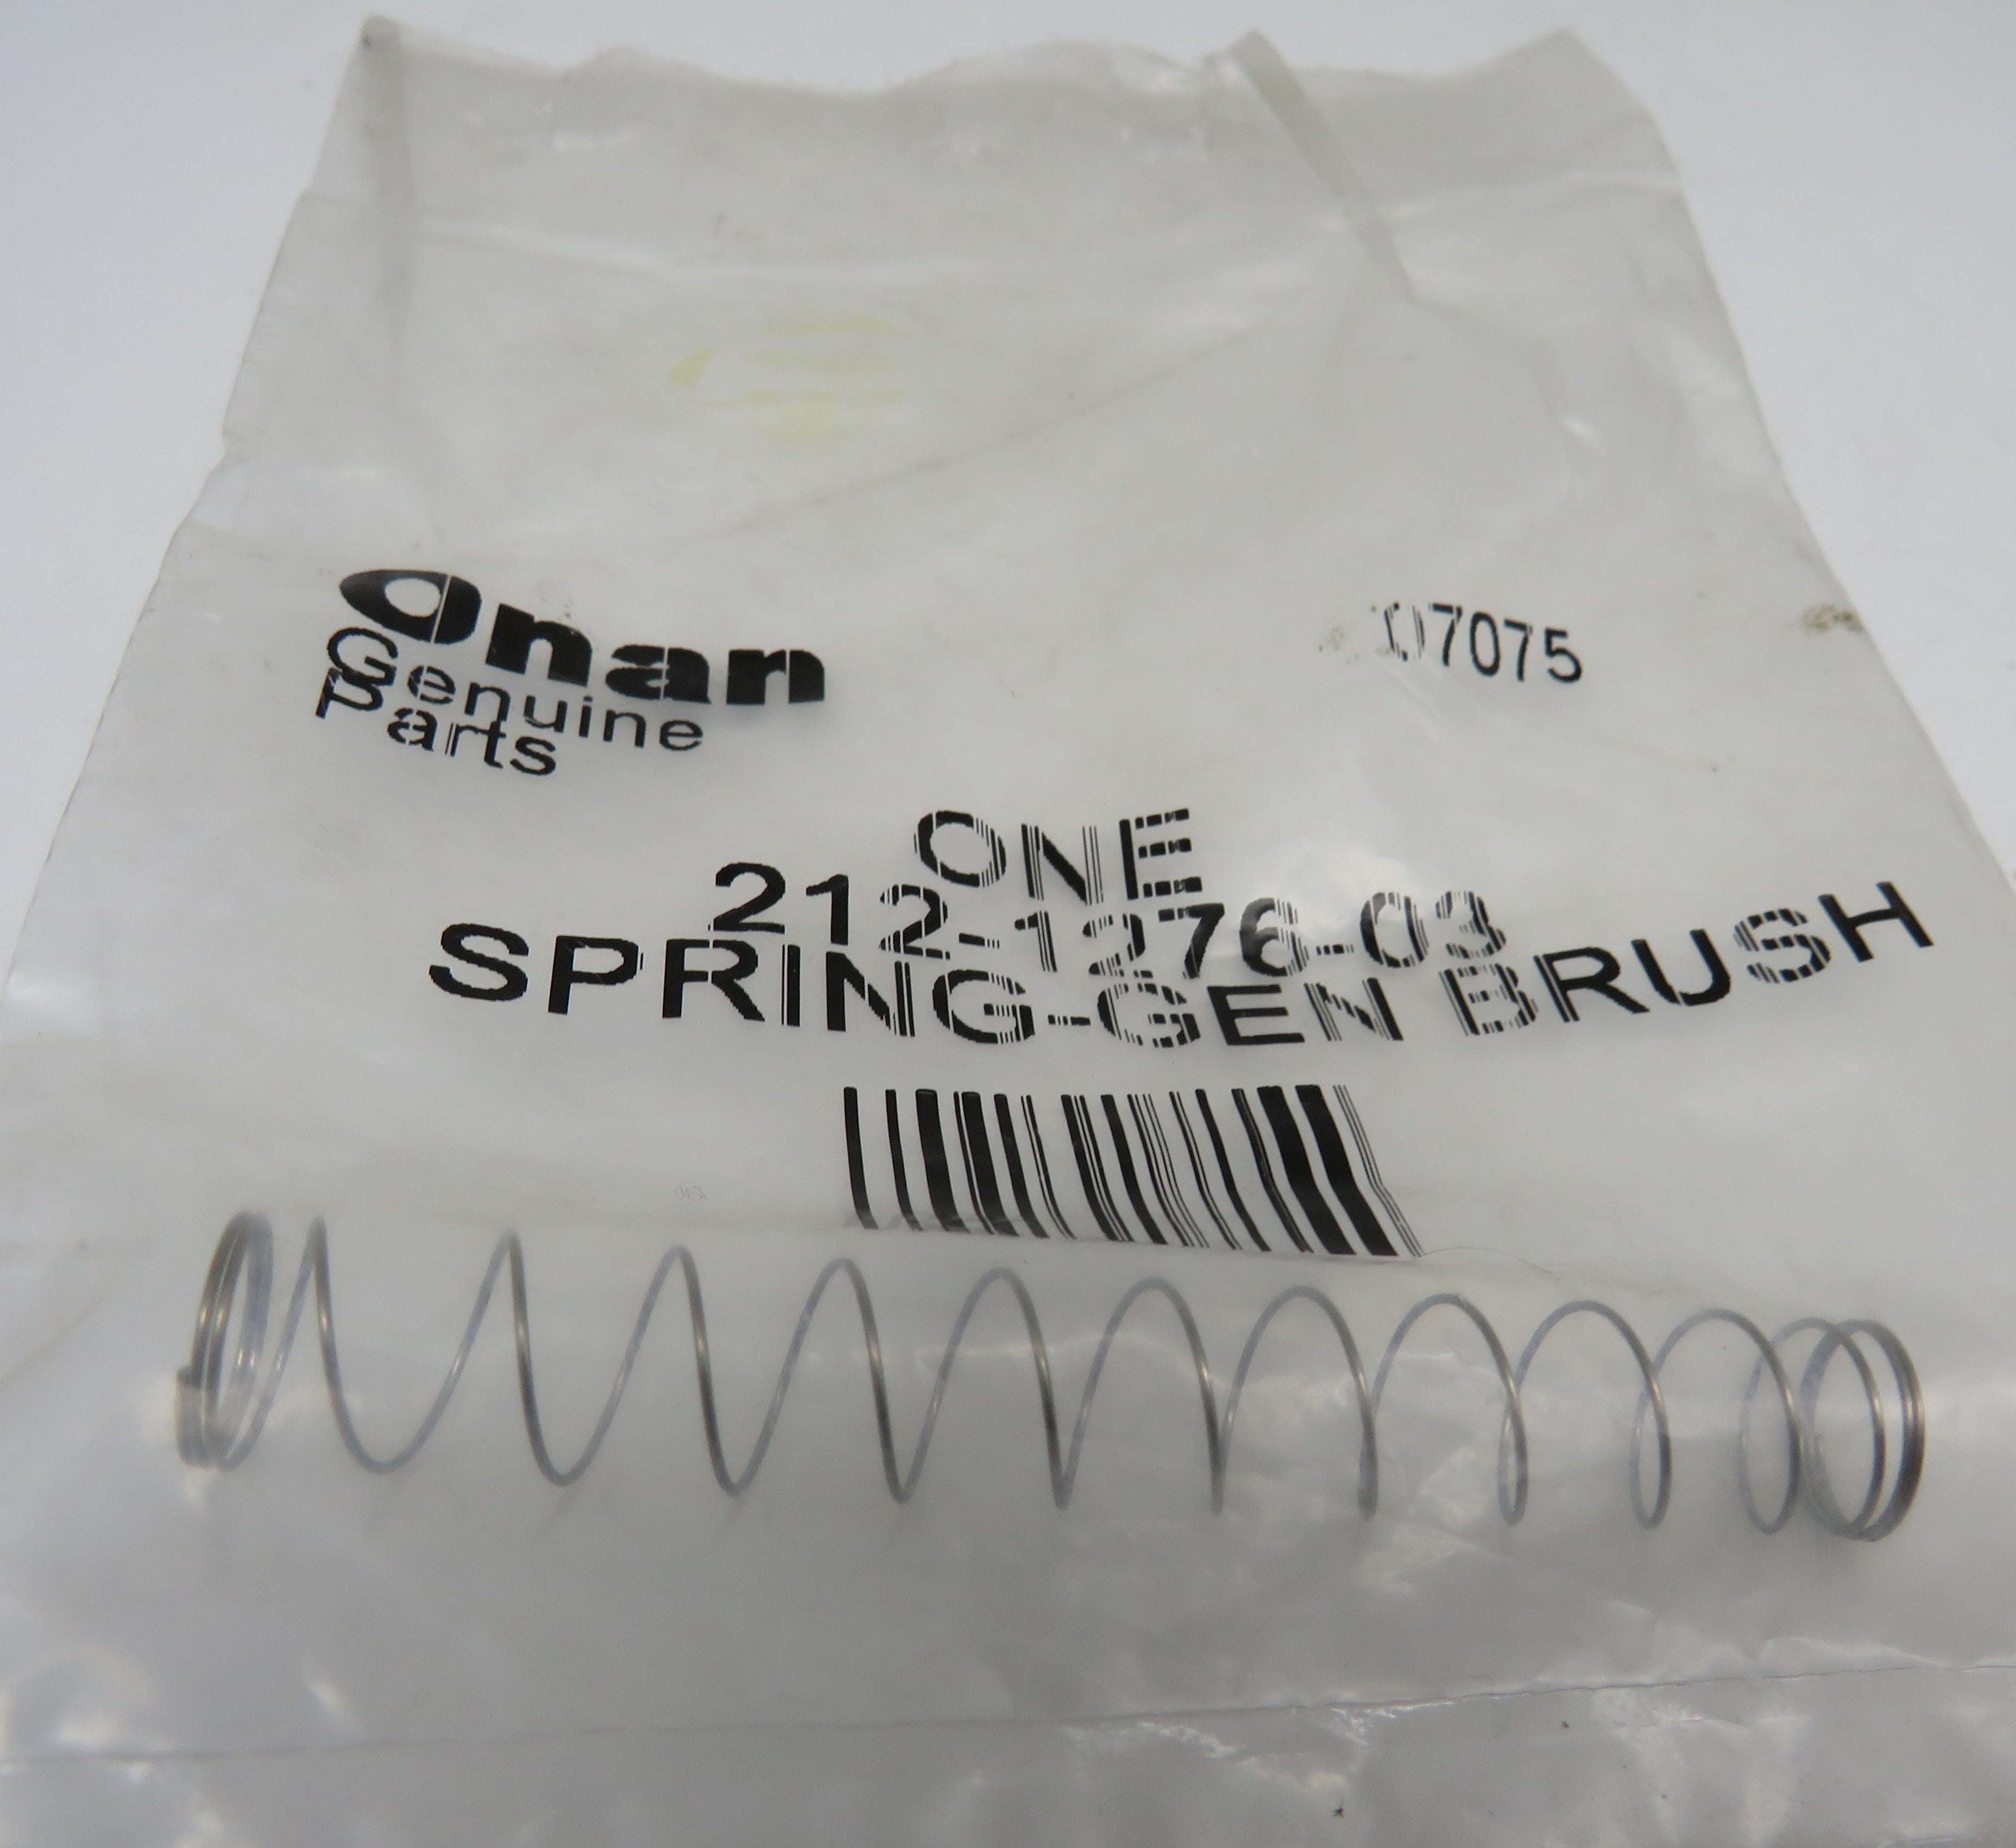 Onan
Genuine
Parts
07075
ONE
212-1276-03
SPRING-GEN BRUSH